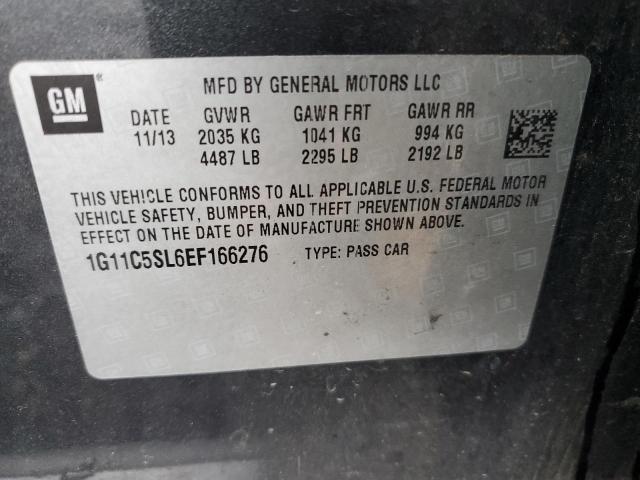 GM®
MFD BY GENERAL MOTORS LLC
DATE GVWR GAWR FRT GAWR RR
11/13 2035 KG 1041 KG 994 KG
4487 LB 2295 LB 2192 LB
THIS VEHICLE CONFORMS TO ALL APPLICABLE U.S. FEDERAL MOTOR
VEHICLE SAFETY, BUMPER, AND THEFT PREVENTION STANDARDS IN
EFFECT ON THE DATE OF MANUFACTURE SHOWN ABOVE.
1G11C5SL6EF166276 TYPE: PASS CAR